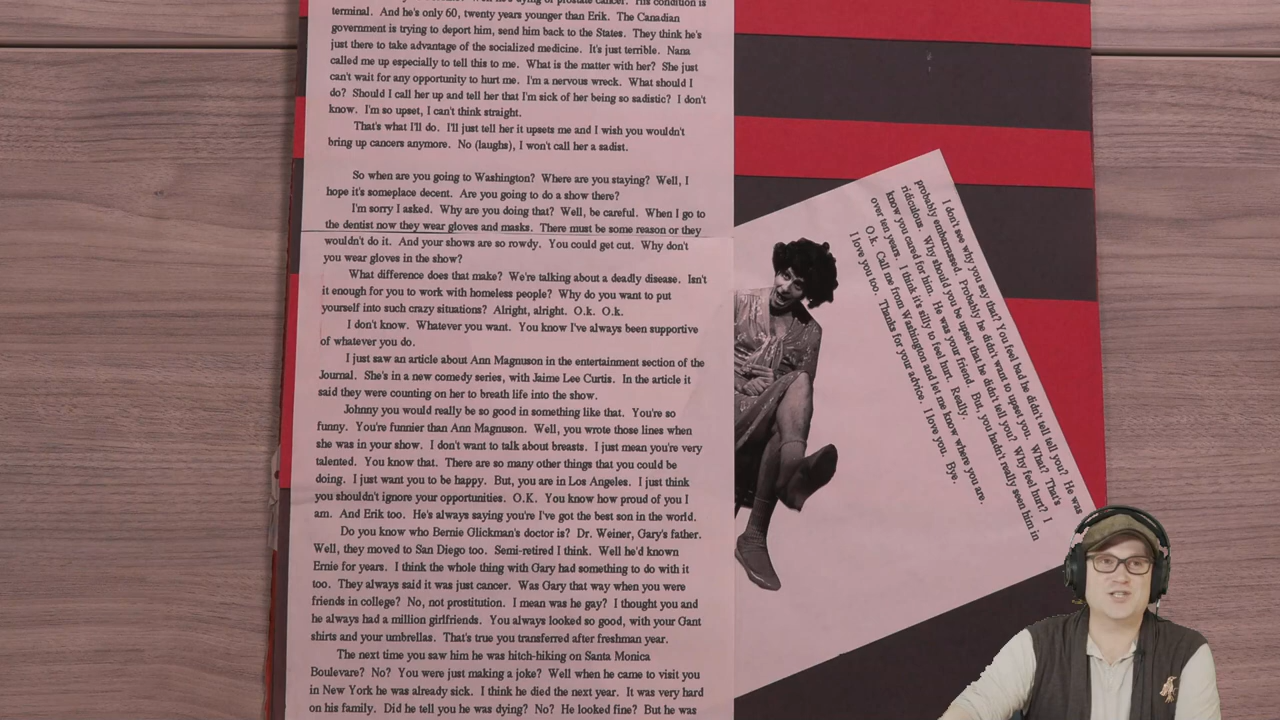 terminal. And he's only 60, twenty years younger than Erik. The Canadian
government is trying to deport him, send him back to the States. They think he's
just there to take advantage of the socialized medicine. It's just terrible. Nana
called me up especially to tell this to me. What is the matter with her? She just
can't wait for any opportunity to hurt me. I'm a nervous wreck. What should I
do? Should I call her up and tell her that I'm sick of her being so sadistic? I don't
know. I'm so upset, I can't think straight.
That's what I'll do. I'll just tell her it upsets me and I wish you wouldn't
bring up cancers anymore. No (laughs), I won't call her a sadist.
So when are you going to Washington? Where are you staying? Well, I
hope it's someplace decent. Are you going to do a show there?
I'm sorry I asked. Why are you doing that? Well, be careful. When I go to
the dentist now they wear gloves and masks. There must be some reason or they
wouldn't do it. And your shows are so rowdy. You could get cut. Why don't
you wear gloves in the show?
What difference does that make? We're talking about a deadly disease. Isn't
it enough for you to work with homeless people? Why do you want to put
yourself into such crazy situations? Alright, alright. O.k. O.k.
I don't know. Whatever you want. You know I've always been supportive
of whatever you do.
I just saw an article about Ann Magnuson in the entertainment section of the
Journal. She's in a new comedy series, with Jaime Lee Curtis. In the article it
said they were counting on her to breath life into the show.
Johnny you would really be so good in something like that. You're so
funny. You're funnier than Ann Magnuson. Well, you wrote those lines when
she was in your show. I don't want to talk about breasts. I just mean you're very
talented. You know that. There are so many other things that you could be
doing. I just want you to be happy. But, you are in Los Angeles. I just think
you shouldn't ignore your opportunities. O.K. You know how proud of you I
am. And Erik too. He's always saying you're I've got the best son in the world.
Do you know who Bernie Glickman's doctor is? Dr. Weiner, Gary's father.
Well, they moved to San Diego too. Semi-retired I think. Well he'd known
Ernie for years. I think the whole thing with Gary had something to do with it
too. They always said it was just cancer. Was Gary that way when you were
friends in college? No, not prostitution. I mean was he gay? I thought you and
he always had a million girlfriends. You always looked so good, with your Gant
shirts and your umbrellas. That's true you transferred after freshman year.
The next time you saw him he was hitch-hiking on Santa Monica
Boulevare? No? You were just making a joke? Well when he came to visit you
in New York he was already sick. I think he died the next year. It was very hard
on his family. Did he tell you he was dying? No? He looked fine? But he was
I don't see why you say that? You feel bad he didn't tell you? He was
probably embarrassed. Probably he didn't want to upset you. What? That's
ridiculous. Why should you be upset that he didn't tell you? Why feel hurt? I
know you cared for him. He was your friend. But, you hadn't really seen him in
over ten years. I think it's silly to feel hurt. Really.
O.k. Call me from Washington and let me know where you are.
I love you too. Thanks for your advice. I love you. Bye.